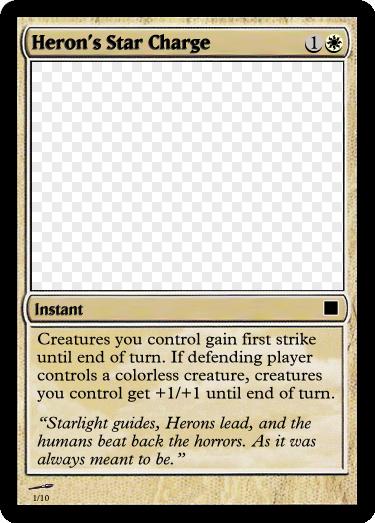 Heron's Star Charge 1
Instant
Creatures you control gain first strike
until end of turn. If defending player
controls a colorless creature, creatures
you control get +1/+1 until end of turn.
“Starlight guides, Herons lead, and the
humans beat back the horrors. As it was
always meant to be.”
1/10